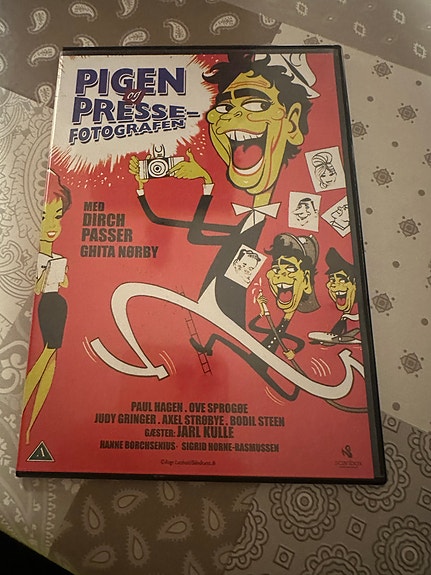 PIGEN
og
PRESSE-
FOTOGRAFEN
MED
DIRCH
PASSER
GHITA NØRBY
PAUL HAGEN . OVE SPROGØE
JUDY GRINGER . AXEL STRØBYE . BODIL STEEN
GÆSTER: JARL KULLE
HANNE BORCHSENIUS · SIGRID HORNE-RASMUSSEN
A